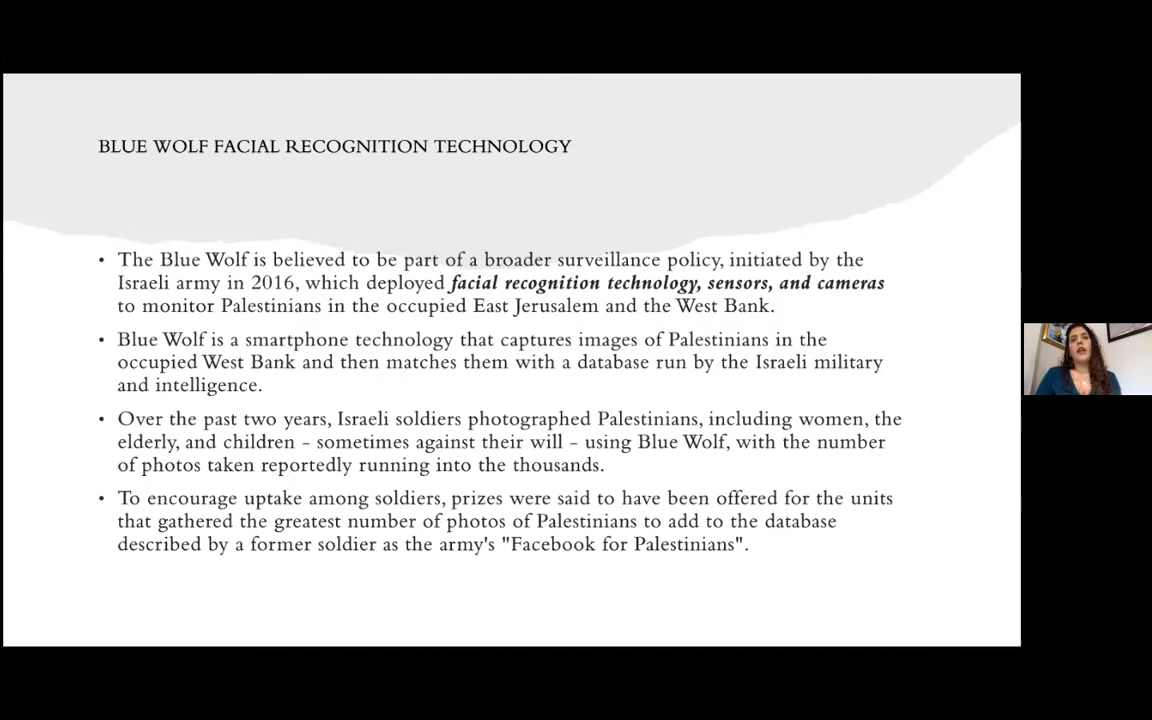 BLUE WOLF FACIAL RECOGNITION TECHNOLOGY
• The Blue Wolf is believed to be part of a broader surveillance policy, initiated by the
Israeli army in 2016, which deployed facial recognition technology, sensors, and cameras
to monitor Palestinians in the occupied East Jerusalem and the West Bank.
• Blue Wolf is a smartphone technology that captures images of Palestinians in the
occupied West Bank and then matches them with a database run by the Israeli military
and intelligence.
• Over the past two years, Israeli soldiers photographed Palestinians, including women, the
elderly, and children - sometimes against their will - using Blue Wolf, with the number
of photos taken reportedly running into the thousands.
• To encourage uptake among soldiers, prizes were said to have been offered for the units
that gathered the greatest number of photos of Palestinians to add to the database
described by a former soldier as the army's "Facebook for Palestinians".